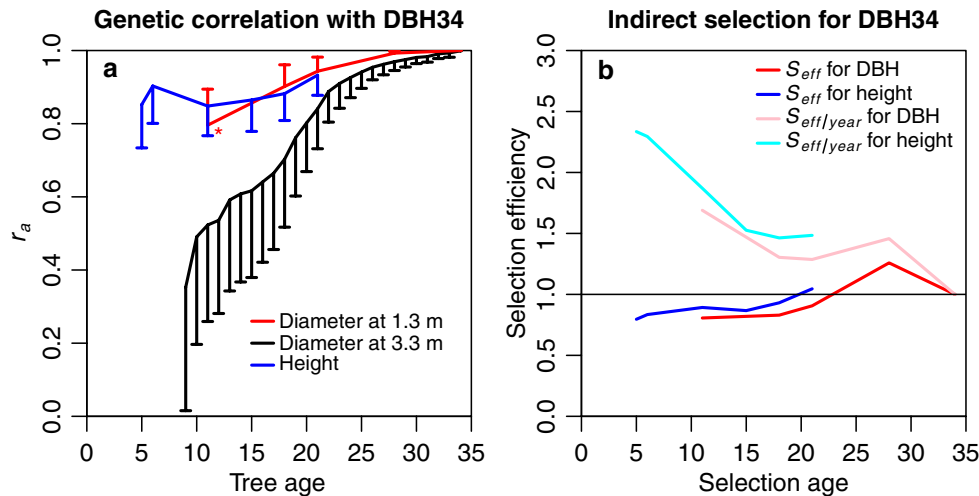 Genetic correlation with DBH34
a
*
r_a
0.0 0.2 0.4 0.6 0.8 1.0
Diameter at 1.3 m
Diameter at 3.3 m
Height
0 5 10 15 20 25 30 35
Tree age
Indirect selection for DBH34
b
S_eff for DBH
S_eff for height
S_eff/year for DBH
S_eff/year for height
Selection efficiency
0.0 0.5 1.0 1.5 2.0 2.5 3.0
0 5 10 15 20 25 30 35
Selection age